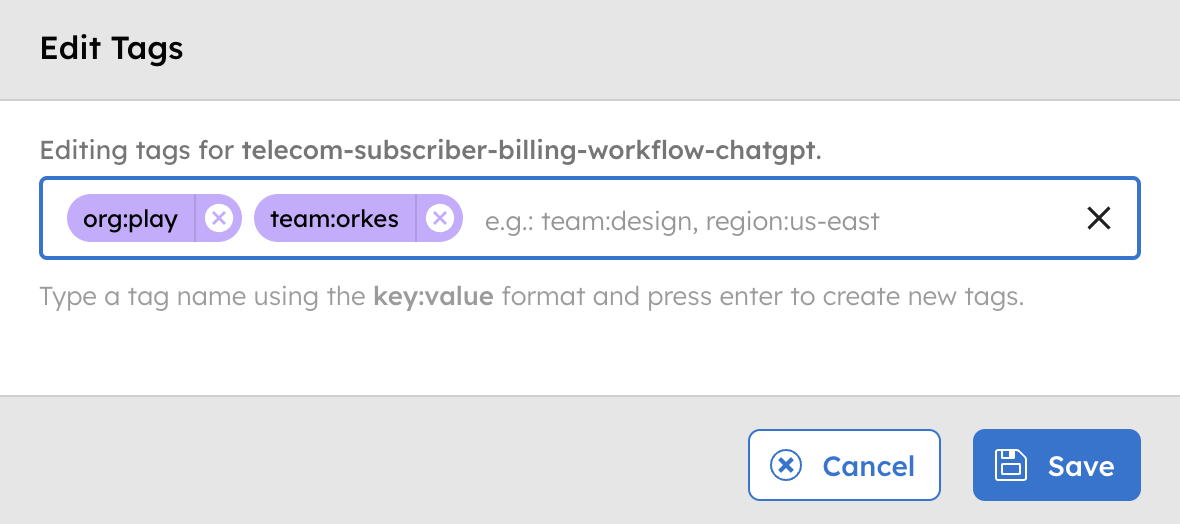 Edit Tags
Editing tags for telecom-subscriber-billing-workflow-chatgpt.
org:play team:orkes e.g.: team:design, region:us-east
Type a tag name using the key:value format and press enter to create new tags.
Cancel Save